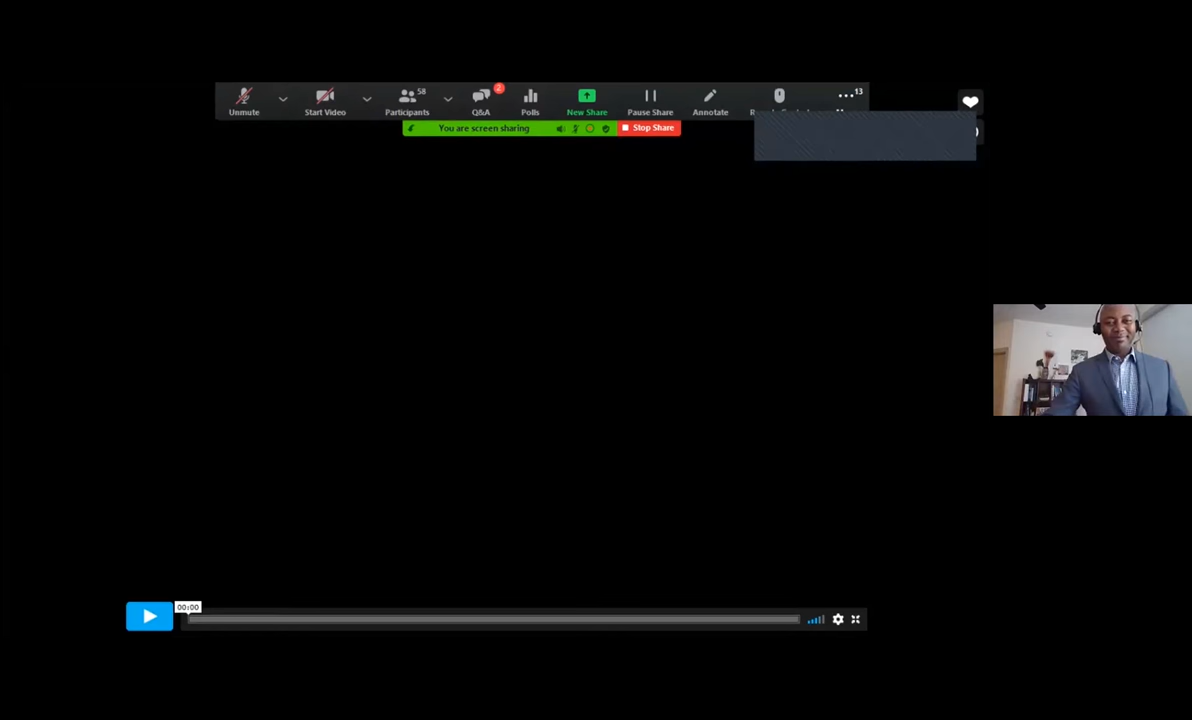 58
2
13
Unmute
Start Video
Participants
Q&A
Polls
New Share
Pause Share
Annotate
You are screen sharing
Stop Share
00:00